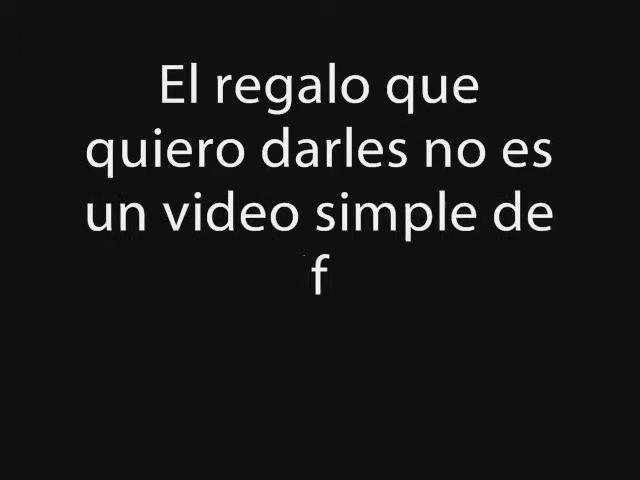 El regalo que
quiero darles no es
un video simple de
f